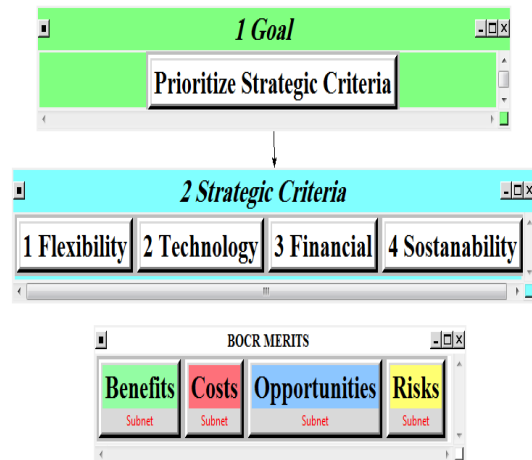 1 Goal
Prioritize Strategic Criteria
2 Strategic Criteria
1 Flexibility 2 Technology 3 Financial 4 Sostanability
BOCR MERITS
Benefits Costs Opportunities Risks
Subnet Subnet Subnet Subnet